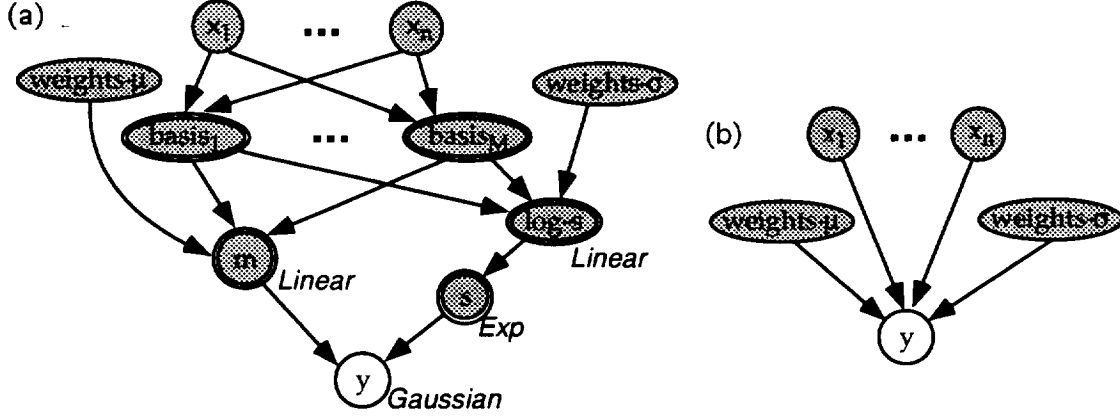 (a)
x1 ... xn
weights-μ
weights-σ
basis1 ... basisM
m
Linear
log-s
Linear
s
Exp
y
Gaussian
(b)
x1 ... xn
weights-μ
weights-σ
y